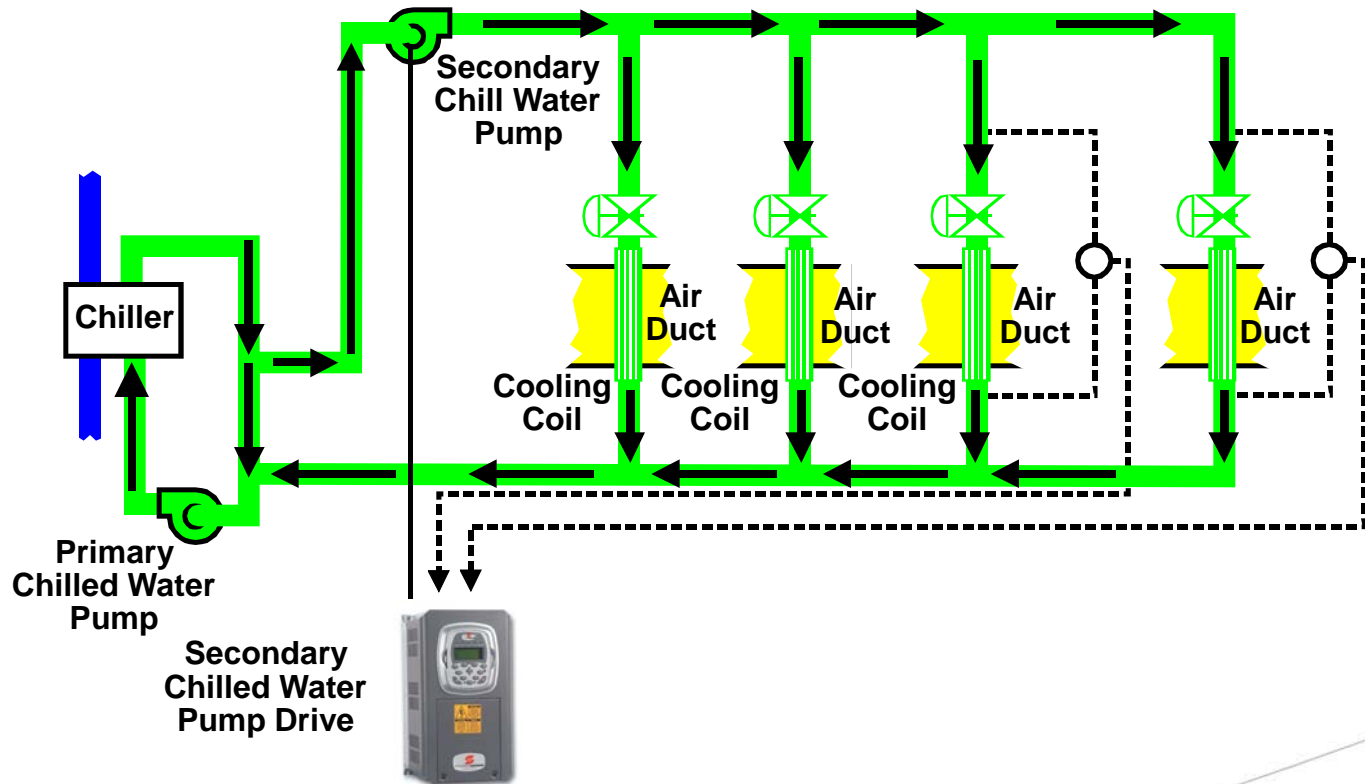 Secondary
Chill Water
Pump
Chiller
Air
Duct
Air
Duct
Air
Duct
Air
Duct
Cooling
Coil
Cooling
Coil
Cooling
Coil
Primary
Chilled Water
Pump
Secondary
Chilled Water
Pump Drive